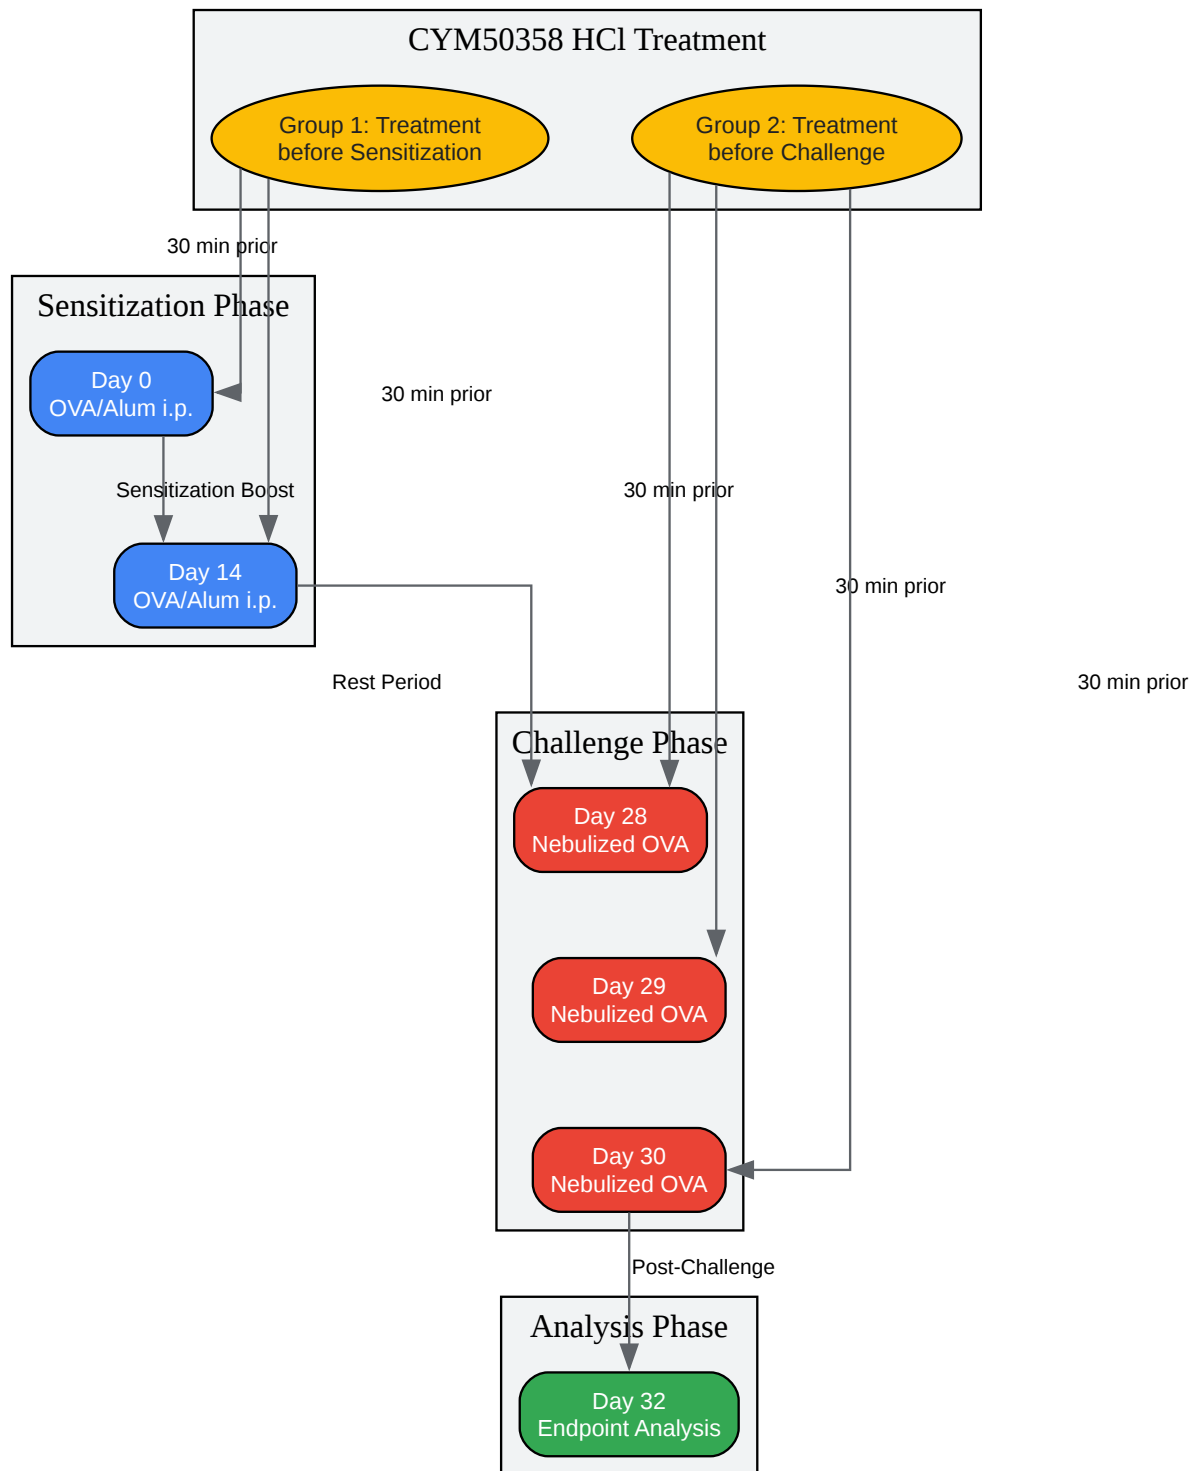 CYM50358 HCl Treatment
Group 1: Treatment
before Sensitization
Group 2: Treatment
before Challenge
30 min prior
Sensitization Phase
Day 0
OVA/Alum i.p.
30 min prior
Sensitization Boost
30 min prior
Day 14
OVA/Alum i.p.
30 min prior
Rest Period
30 min prior
Challenge Phase
Day 28
Nebulized OVA
Day 29
Nebulized OVA
Day 30
Nebulized OVA
Post-Challenge
Analysis Phase
Day 32
Endpoint Analysis